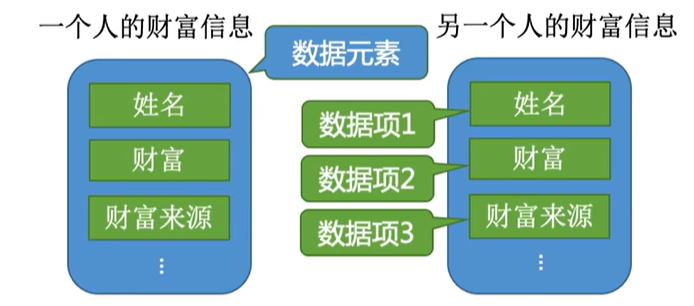 一个人的财富信息
数据元素
姓名
财富
财富来源
⋮
另一个人的财富信息
数据项1
姓名
数据项2
财富
数据项3
财富来源
⋮